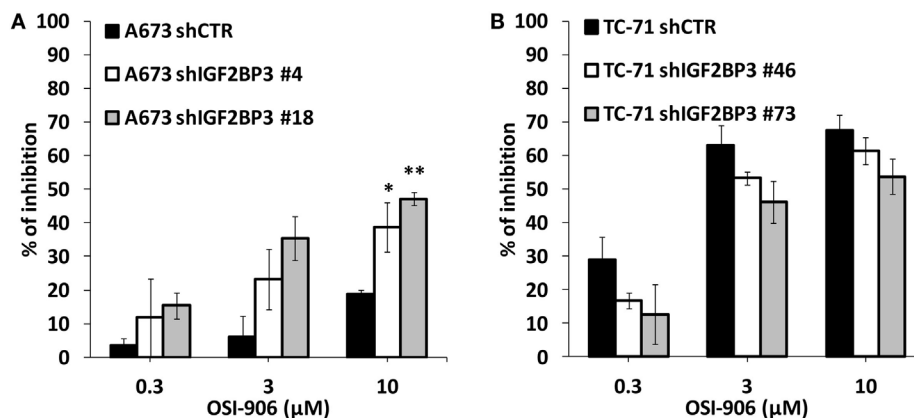 A
A673 shCTR
A673 shIGF2BP3 #4
A673 shIGF2BP3 #18
% of inhibition
100
90
80
70
60
50
40
30
20
10
0
*
**
0.3 3 10
OSI-906 (µM)
B
TC-71 shCTR
TC-71 shIGF2BP3 #46
TC-71 shIGF2BP3 #73
% of inhibition
100
90
80
70
60
50
40
30
20
10
0
0.3 3 10
OSI-906 (µM)